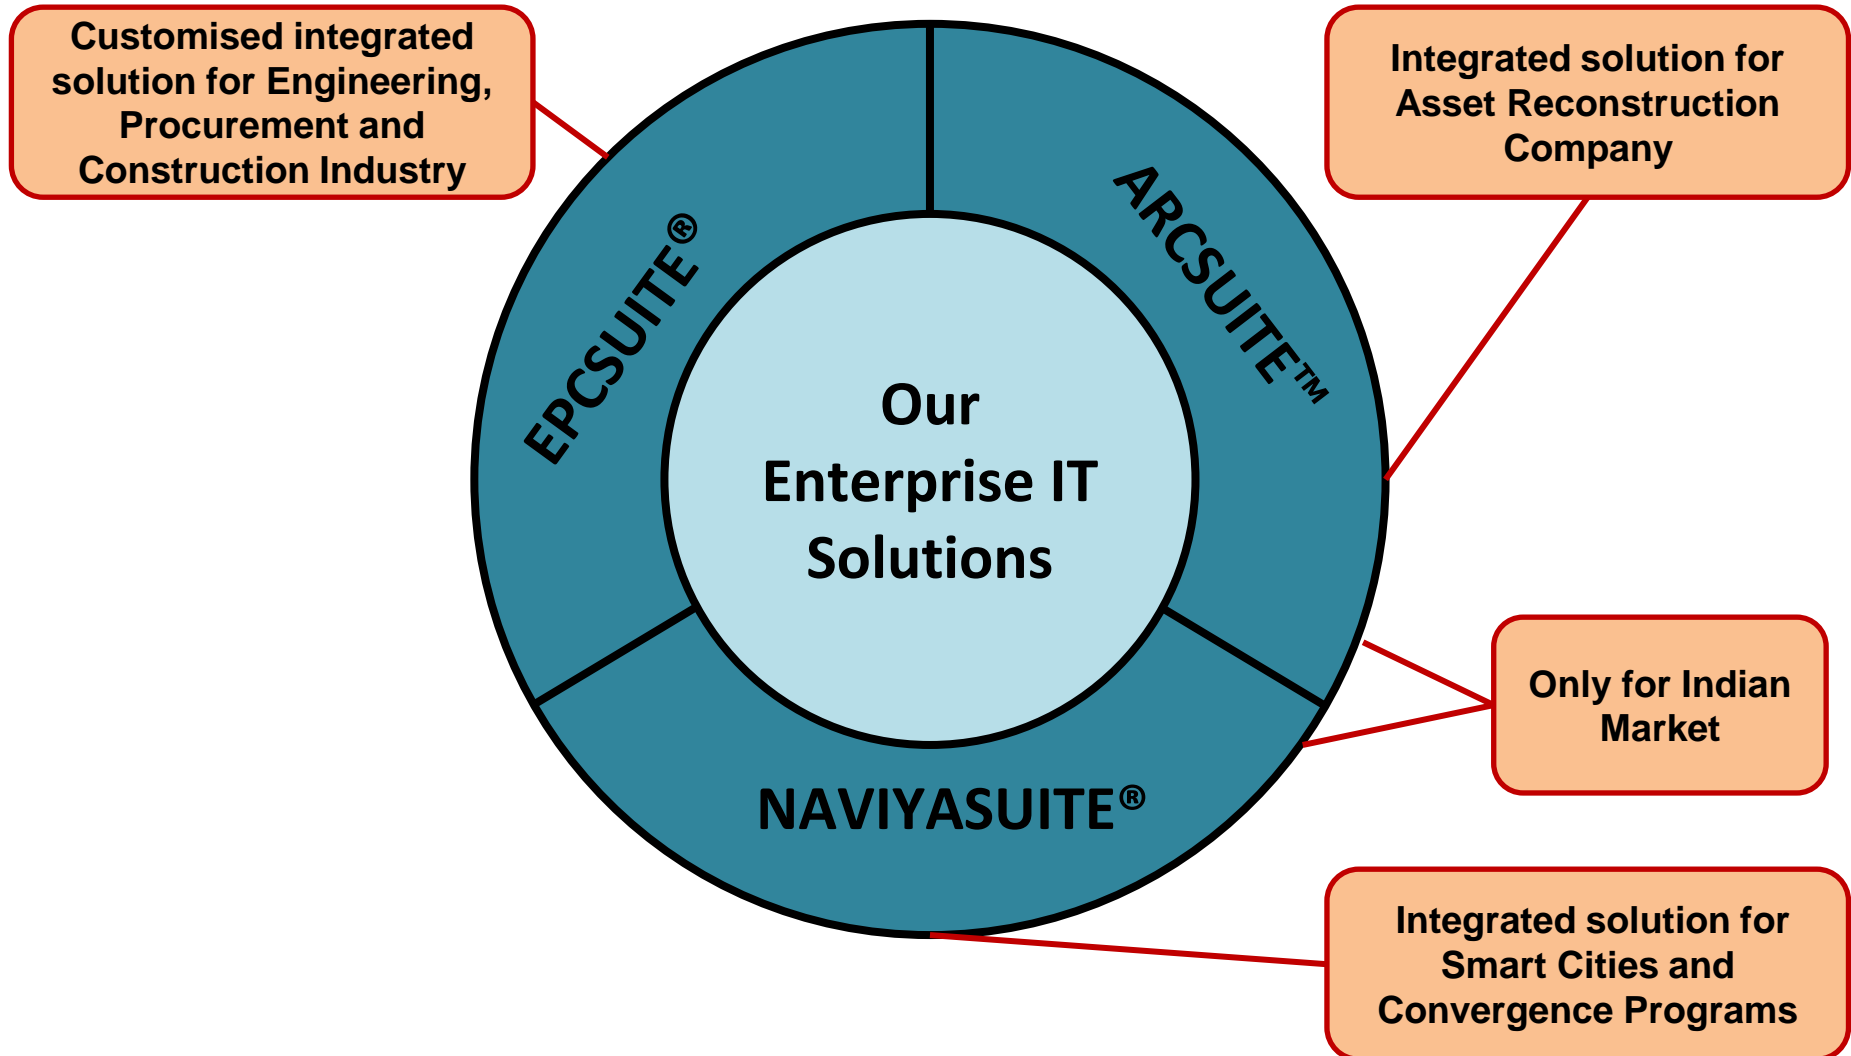 Customised integrated
solution for Engineering,
Procurement and
Construction Industry
Integrated solution for
Asset Reconstruction
Company
EPCSUITE®
ARCSUITE™
Our
Enterprise IT
Solutions
Only for Indian
Market
NAVIYASUITE®
Integrated solution for
Smart Cities and
Convergence Programs